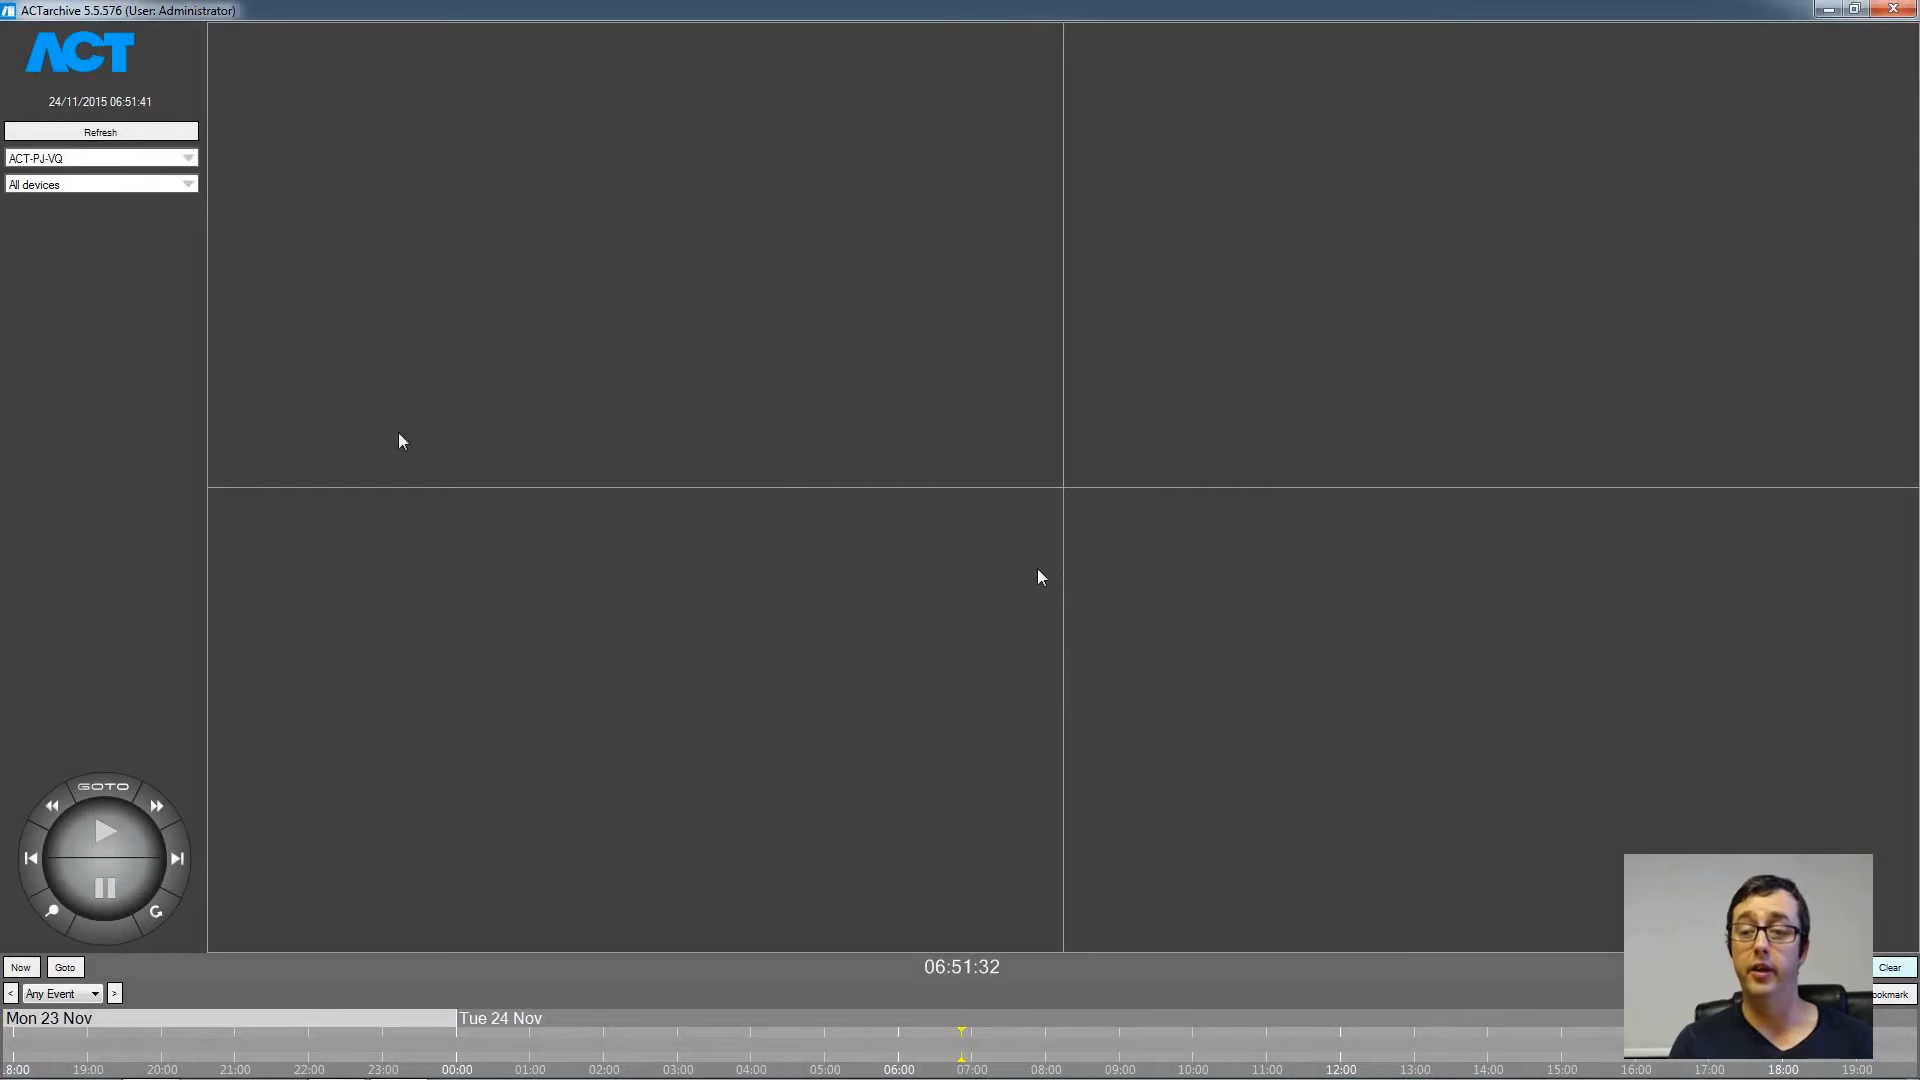 ACTarchive 5.5.576 (User: Administrator)
ACT
24/11/2015 06:51:41
Refresh
ACT-PJ-VQ
All devices
GOTO
Now
Goto
06:51:32
Clear
<
Any Event
>
ookmark
Mon 23 Nov
Tue 24 Nov
8:00 19:00 20:00 21:00 22:00 23:00 00:00 01:00 02:00 03:00 04:00 05:00 06:00 07:00 08:00 09:00 10:00 11:00 12:00 13:00 14:00 15:00 16:00 17:00 18:00 19:00